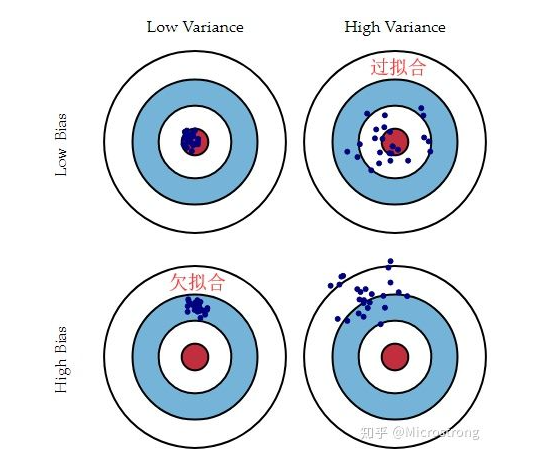 Low Variance
High Variance
过拟合
Low Bias
欠拟合
High Bias
知乎 @Microstrong